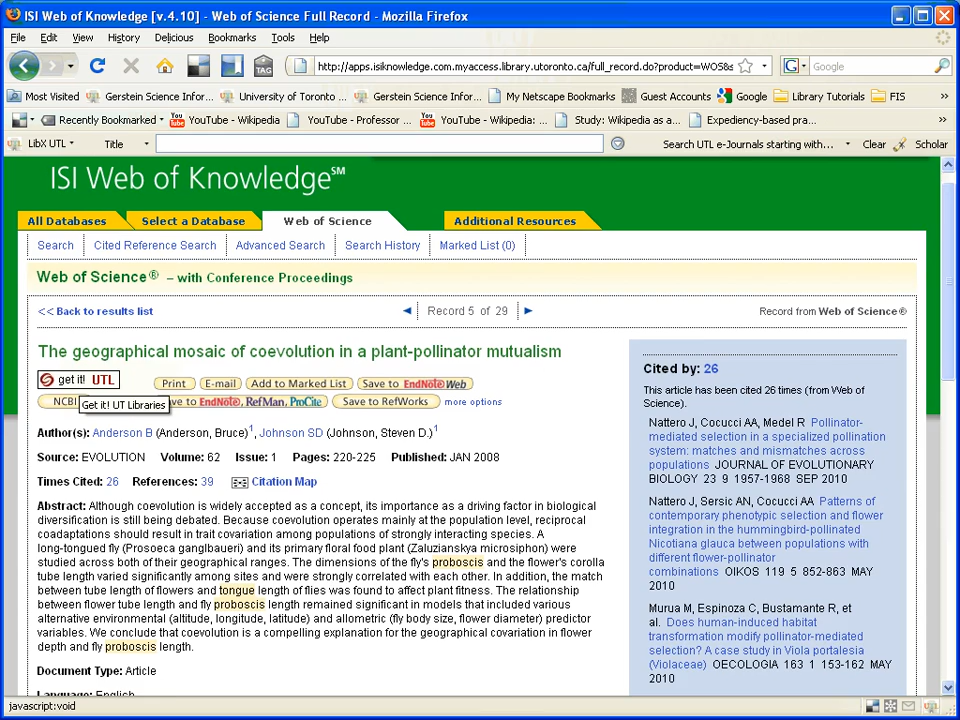 ISI Web of Knowledge [v.4.10] - Web of Science Full Record - Mozilla Firefox
File Edit View History Delicious Bookmarks Tools Help
TAG http://apps.isiknowledge.com.myaccess.library.utoronto.ca/full_record.do?product=WOS&s Google
Most Visited Gerstein Science Infor... University of Toronto ... Gerstein Science Infor... My Netscape Bookmarks Guest Accounts Google Library Tutorials FIS »
Recently Bookmarked YouTube - Wikipedia YouTube - Professor ... YouTube - Wikipedia: ... Study: Wikipedia as a... Expediency-based pra... »
LibX UTL Title Search UTL e-Journals starting with... Clear Scholar
ISI Web of Knowledge℠
All Databases Select a Database Web of Science Additional Resources
Search Cited Reference Search Advanced Search Search History Marked List (0)
Web of Science® – with Conference Proceedings
<< Back to results list Record 5 of 29 Record from Web of Science®
The geographical mosaic of coevolution in a plant-pollinator mutualism
get it! UTL Print E-mail Add to Marked List Save to EndNote Web
NCBI Get it! UT Libraries ve to EndNote, RefMan, ProCite Save to RefWorks more options
Author(s): Anderson B (Anderson, Bruce)1, Johnson SD (Johnson, Steven D.)1
Source: EVOLUTION Volume: 62 Issue: 1 Pages: 220-225 Published: JAN 2008
Times Cited: 26 References: 39 Citation Map
Abstract: Although coevolution is widely accepted as a concept, its importance as a driving factor in biological
diversification is still being debated. Because coevolution operates mainly at the population level, reciprocal
coadaptations should result in trait covariation among populations of strongly interacting species. A
long-tongued fly (Prosoeca ganglbaueri) and its primary floral food plant (Zaluzianskya microsiphon) were
studied across both of their geographical ranges. The dimensions of the fly's proboscis and the flower's corolla
tube length varied significantly among sites and were strongly correlated with each other. In addition, the match
between tube length of flowers and tongue length of flies was found to affect plant fitness. The relationship
between flower tube length and fly proboscis length remained significant in models that included various
alternative environmental (altitude, longitude, latitude) and allometric (fly body size, flower diameter) predictor
variables. We conclude that coevolution is a compelling explanation for the geographical covariation in flower
depth and fly proboscis length.
Document Type: Article
Language: English
Cited by: 26
This article has been cited 26 times (from Web of
Science).
Nattero J, Cocucci AA, Medel R Pollinator-
mediated selection in a specialized pollination
system: matches and mismatches across
populations JOURNAL OF EVOLUTIONARY
BIOLOGY 23 9 1957-1968 SEP 2010
Nattero J, Sersic AN, Cocucci AA Patterns of
contemporary phenotypic selection and flower
integration in the hummingbird-pollinated
Nicotiana glauca between populations with
different flower-pollinator
combinations OIKOS 119 5 852-863 MAY
2010
Murua M, Espinoza C, Bustamante R, et
al. Does human-induced habitat
transformation modify pollinator-mediated
selection? A case study in Viola portalesia
(Violaceae) OECOLOGIA 163 1 153-162 MAY
2010
javascript:void